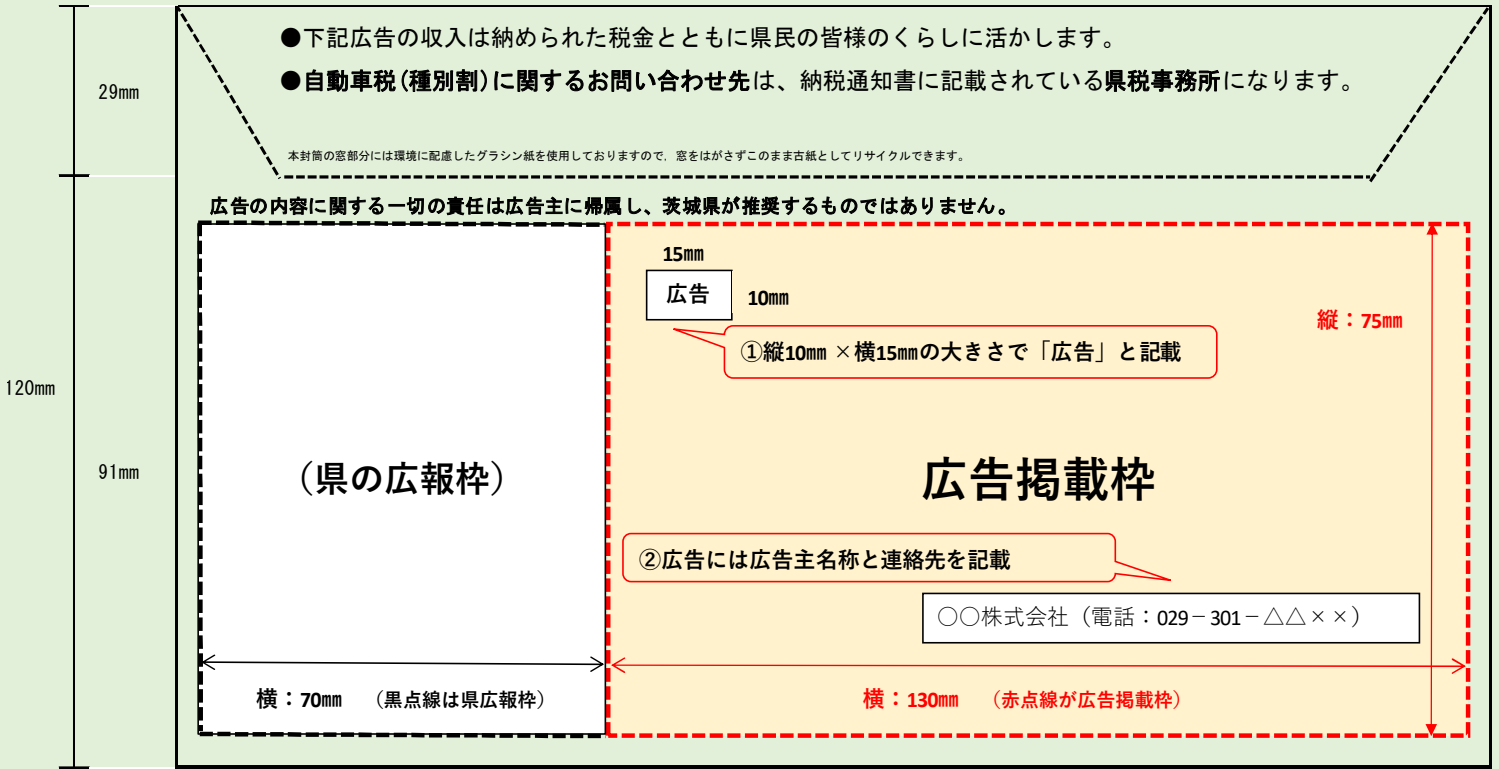 ●下記広告の収入は納められた税金とともに県民の皆様のくらしに活かします。
●自動車税(種別割)に関するお問い合わせ先は、納税通知書に記載されている県税事務所になります。
29mm
本封筒の窓部分には環境に配慮したグラシン紙を使用しておりますので、窓をはがさずこのまま古紙としてリサイクルできます。
広告の内容に関する一切の責任は広告主に帰属し、茨城県が推奨するものではありません。
15㎜
広告
10㎜
縦：75㎜
①縦10㎜ ×横15㎜の大きさで「広告」と記載
120mm
91mm
（県の広報枠）
広告掲載枠
②広告には広告主名称と連絡先を記載
○○株式会社（電話：029－301－△△××）
横：70㎜　（黒点線は県広報枠）
横：130㎜　（赤点線が広告掲載枠）